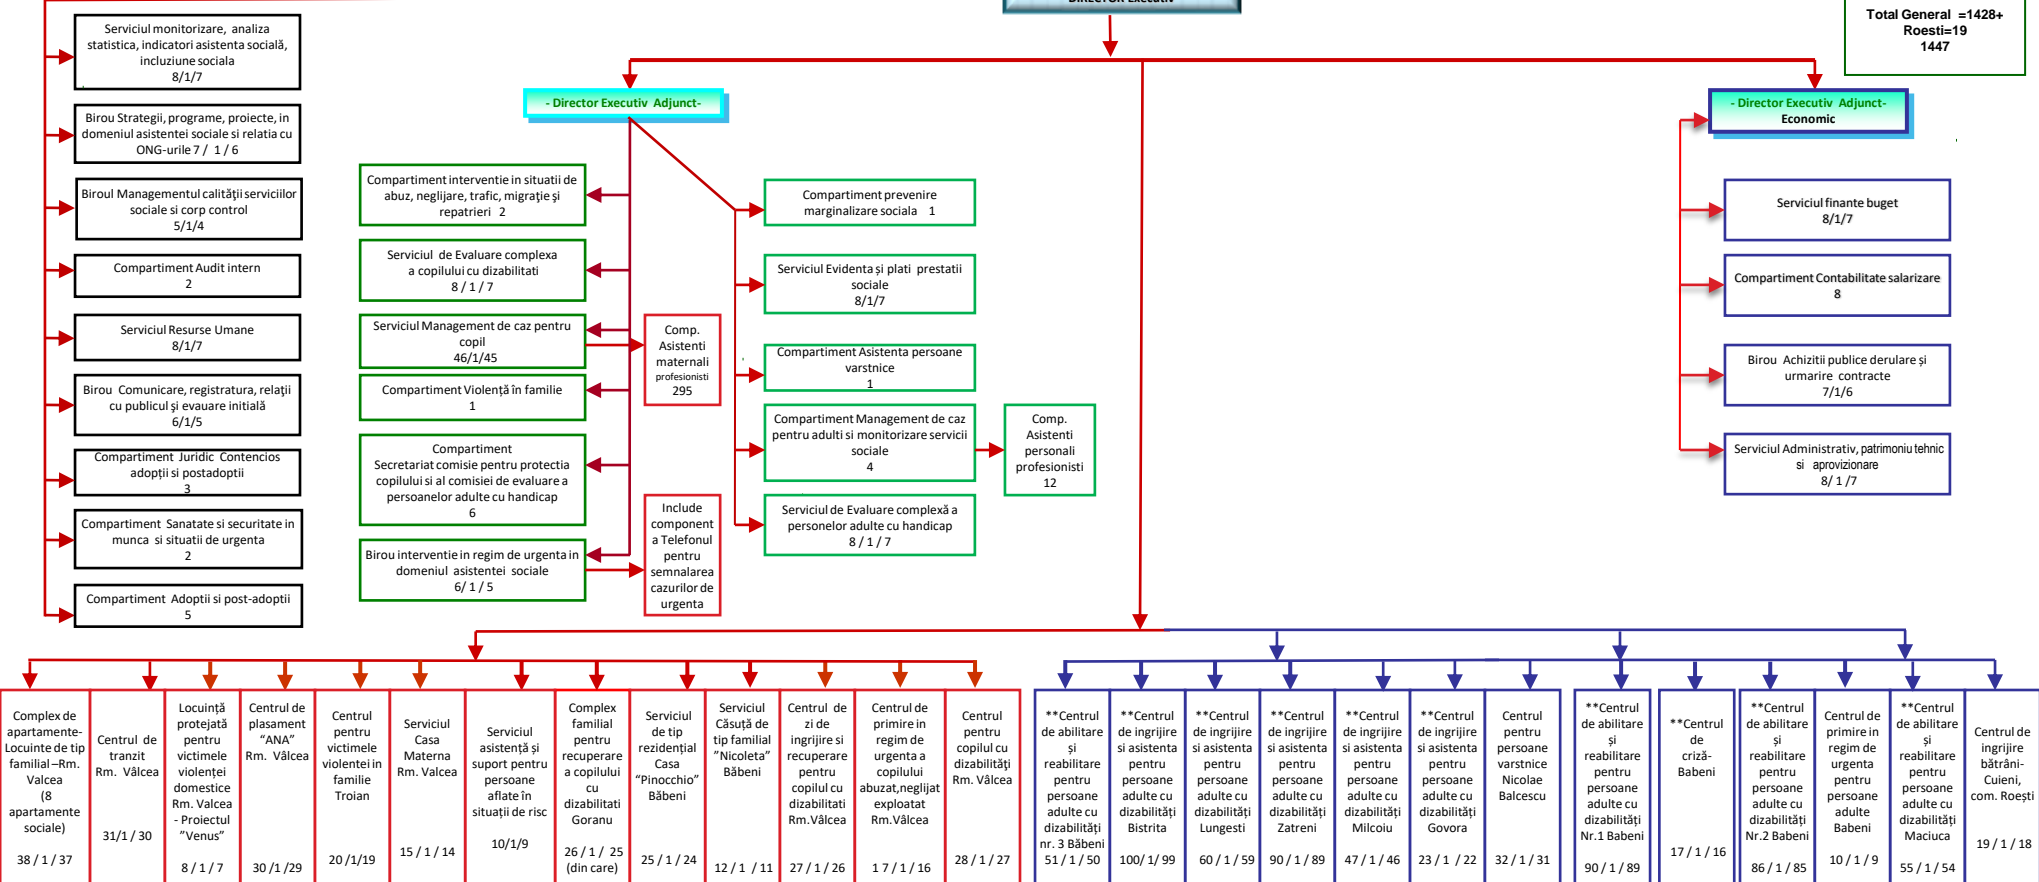 DIRECTOR Executiv
Total General =1428+
Roesti=19
1447
Serviciul monitorizare, analiza
statistica, indicatori asistenta socială,
incluziune sociala
8/1/7
Birou Strategii, programe, proiecte, in
domeniul asistentei sociale si relatia cu
ONG-urile 7 / 1 / 6
Biroul Managementul calităţii serviciilor
sociale si corp control
5/1/4
Compartiment Audit intern
2
Serviciul Resurse Umane
8/1/7
Birou Comunicare, registratura, relaţii
cu publicul şi evauare initială
6/1/5
Compartiment Juridic Contencios
adopții si postadoptii
3
Compartiment Sanatate si securitate in
munca si situatii de urgenta
2
Compartiment Adoptii si post-adoptii
5
- Director Executiv Adjunct-
Compartiment interventie in situatii de
abuz, neglijare, trafic, migraţie şi
repatrieri 2
Serviciul de Evaluare complexa
a copilului cu dizabilitati
8 / 1 / 7
Serviciul Management de caz pentru
copil
46/1/45
Compartiment Violență în familie
1
Compartiment
Secretariat comisie pentru protectia
copilului si al comisiei de evaluare a
persoanelor adulte cu handicap
6
Birou interventie in regim de urgenta in
domeniul asistentei sociale
6/ 1 / 5
Comp.
Asistenti
maternali
profesionisti
295
Include
component
a Telefonul
pentru
semnalarea
cazurilor de
urgenta
Compartiment prevenire
marginalizare sociala 1
Serviciul Evidenta și plati prestatii
sociale
8/1/7
Compartiment Asistenta persoane
varstnice
1
Compartiment Management de caz
pentru adulti si monitorizare servicii
sociale
4
Comp.
Asistenti
personali
profesionisti
12
Serviciul de Evaluare complexă a
personelor adulte cu handicap
8 / 1 / 7
- Director Executiv Adjunct-
Economic
Serviciul finante buget
8/1/7
Compartiment Contabilitate salarizare
8
Birou Achizitii publice derulare și
urmarire contracte
7/1/6
Serviciul Administrativ, patrimoniu tehnic
si aprovizionare
8/ 1 /7
Complex de
apartamente-
Locuinte de tip
familial –Rm.
Valcea
(8
apartamente
sociale)
38 / 1 / 37
Centrul de
tranzit
Rm. Vâlcea
31/1 / 30
Locuință
protejată
pentru
victimele
violenței
domestice
Rm. Valcea
- Proiectul
”Venus”
8 / 1 / 7
Centrul de
plasament
“ANA”
Rm. Vâlcea
30 /1 /29
Centrul
pentru
victimele
violentei in
familie
Troian
20 /1/19
Serviciul
Casa
Materna
Rm. Valcea
15 / 1 / 14
Serviciul
asistență și
suport pentru
persoane
aflate în
situații de risc
10/1/9
Complex
familial
pentru
recuperare
a copilului
cu
dizabilitati
Goranu
26 / 1 / 25
(din care)
Serviciul
de tip
rezidențial
Casa
“Pinocchio”
Băbeni
25 / 1 / 24
Serviciul
Căsuță de
tip familial
”Nicoleta”
Băbeni
12 / 1 / 11
Centrul de
zi de
ingrijire si
recuperare
pentru
copilul cu
dizabilitati
Rm.Vâlcea
27 / 1 / 26
Centrul de
primire in
regim de
urgenta a
copilului
abuzat,neglijat
exploatat
Rm.Vâlcea
1 7 / 1 / 16
Centrul
pentru
copilul cu
dizabilităţi
Rm. Vâlcea
28 / 1 / 27
**Centrul
de abilitare
și
reabilitare
pentru
persoane
adulte cu
dizabilități
nr. 3 Băbeni
51 / 1 / 50
**Centrul
de ingrijire
si asistenta
pentru
persoane
adulte cu
dizabilități
Bistrita
100/ 1/ 99
**Centrul
de ingrijire
si asistenta
pentru
persoane
adulte cu
dizabilități
Lungesti
60 / 1 / 59
**Centrul
de ingrijire
si asistenta
pentru
persoane
adulte cu
dizabilități
Zatreni
90 / 1 / 89
**Centrul
de ingrijire
si asistenta
pentru
persoane
adulte cu
dizabilități
Milcoiu
47 / 1 / 46
**Centrul
de ingrijire
si asistenta
pentru
persoane
adulte cu
dizabilități
Govora
23 / 1 / 22
Centrul
pentru
persoane
varstnice
Nicolae
Balcescu
32 / 1 / 31
**Centrul
de abilitare
și
reabilitare
pentru
persoane
adulte cu
dizabilități
Nr.1 Babeni
90 / 1 / 89
**Centrul
de
criză-
Babeni
17 / 1 / 16
**Centrul
de abilitare
și
reabilitare
pentru
persoane
adulte cu
dizabilități
Nr.2 Babeni
86 / 1 / 85
Centrul de
primire in
regim de
urgenta
pentru
persoane
adulte
Babeni
10 / 1 / 9
**Centrul
de abilitare
și
reabilitare
pentru
persoane
adulte cu
dizabilități
Maciuca
55 / 1 / 54
Centrul de
ingrijire
bătrâni-
Cuieni,
com. Roești
19 / 1 / 18